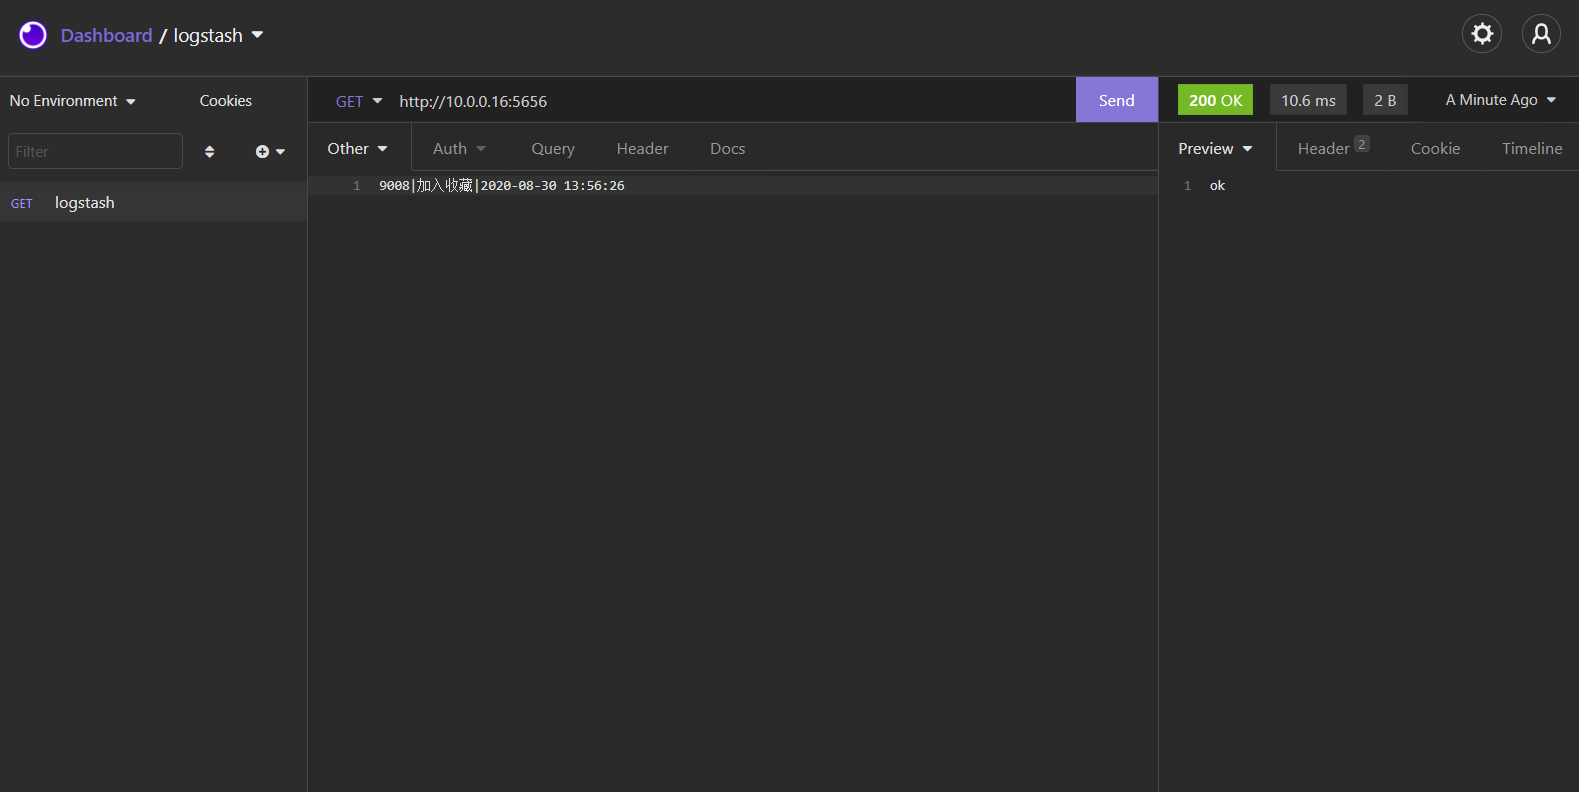 Dashboard / logstash
No Environment
Cookies
GET http://10.0.0.16:5656
Send
200 OK
10.6 ms
2 B
A Minute Ago
Filter
GET logstash
Other
Auth
Query
Header
Docs
1 9008|加入收藏|2020-08-30 13:56:26
Preview
Header 2
Cookie
Timeline
1 ok